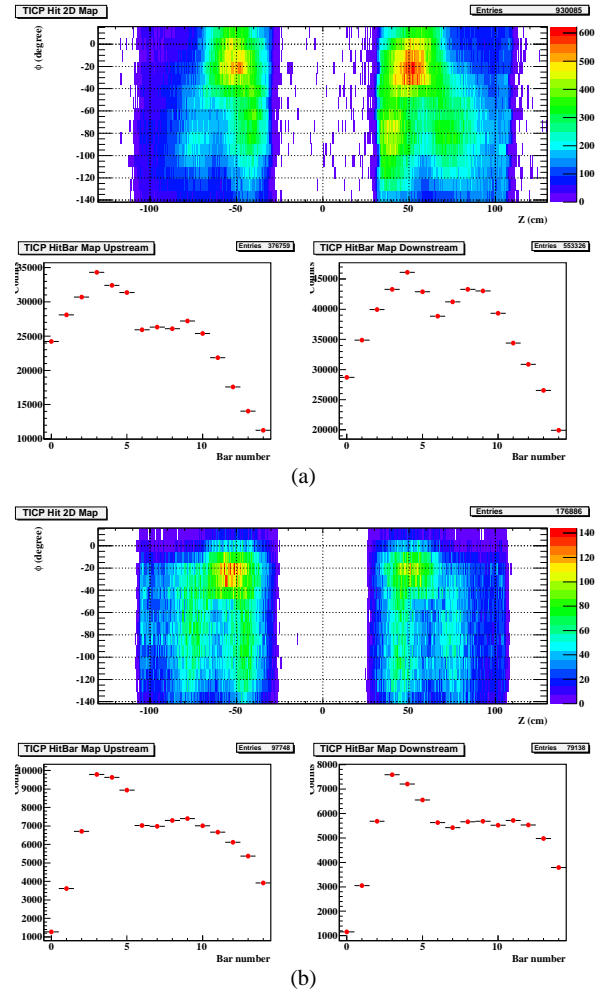 TICP Hit 2D Map
Entries 930085
φ (degree)
0
-20
-40
-60
-80
-100
-120
-140
-100 -50 0 50 100
Z (cm)
600
500
400
300
200
100
0
TICP HitBar Map Upstream
Entries 376759
Counts
35000
30000
25000
20000
15000
10000
0 5 10
Bar number
TICP HitBar Map Downstream
Entries 553326
Counts
45000
40000
35000
30000
25000
20000
0 5 10
Bar number
(a)
TICP Hit 2D Map
Entries 176886
φ (degree)
0
-20
-40
-60
-80
-100
-120
-140
-100 -50 0 50 100
Z (cm)
140
120
100
80
60
40
20
0
TICP HitBar Map Upstream
Entries 97748
Counts
10000
9000
8000
7000
6000
5000
4000
3000
2000
1000
0 5 10
Bar number
TICP HitBar Map Downstream
Entries 79138
Counts
8000
7000
6000
5000
4000
3000
2000
1000
0 5 10
Bar number
(b)